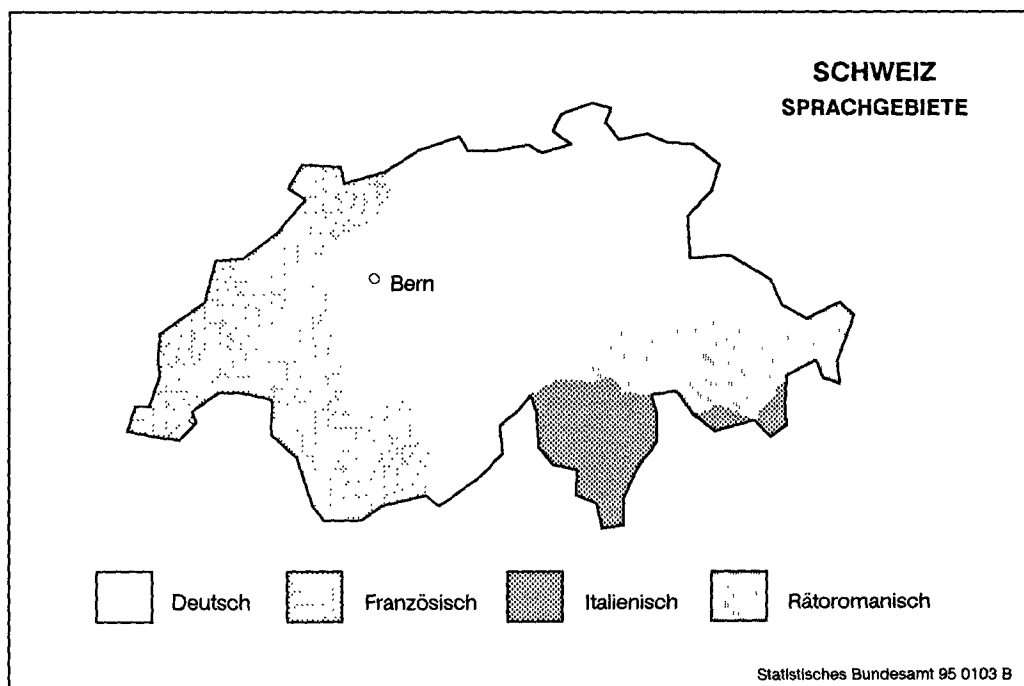 SCHWEIZ
SPRACHGEBIETE
Bern
Deutsch
Französisch
Italienisch
Rätoromanisch
Statistisches Bundesamt 95 0103 B